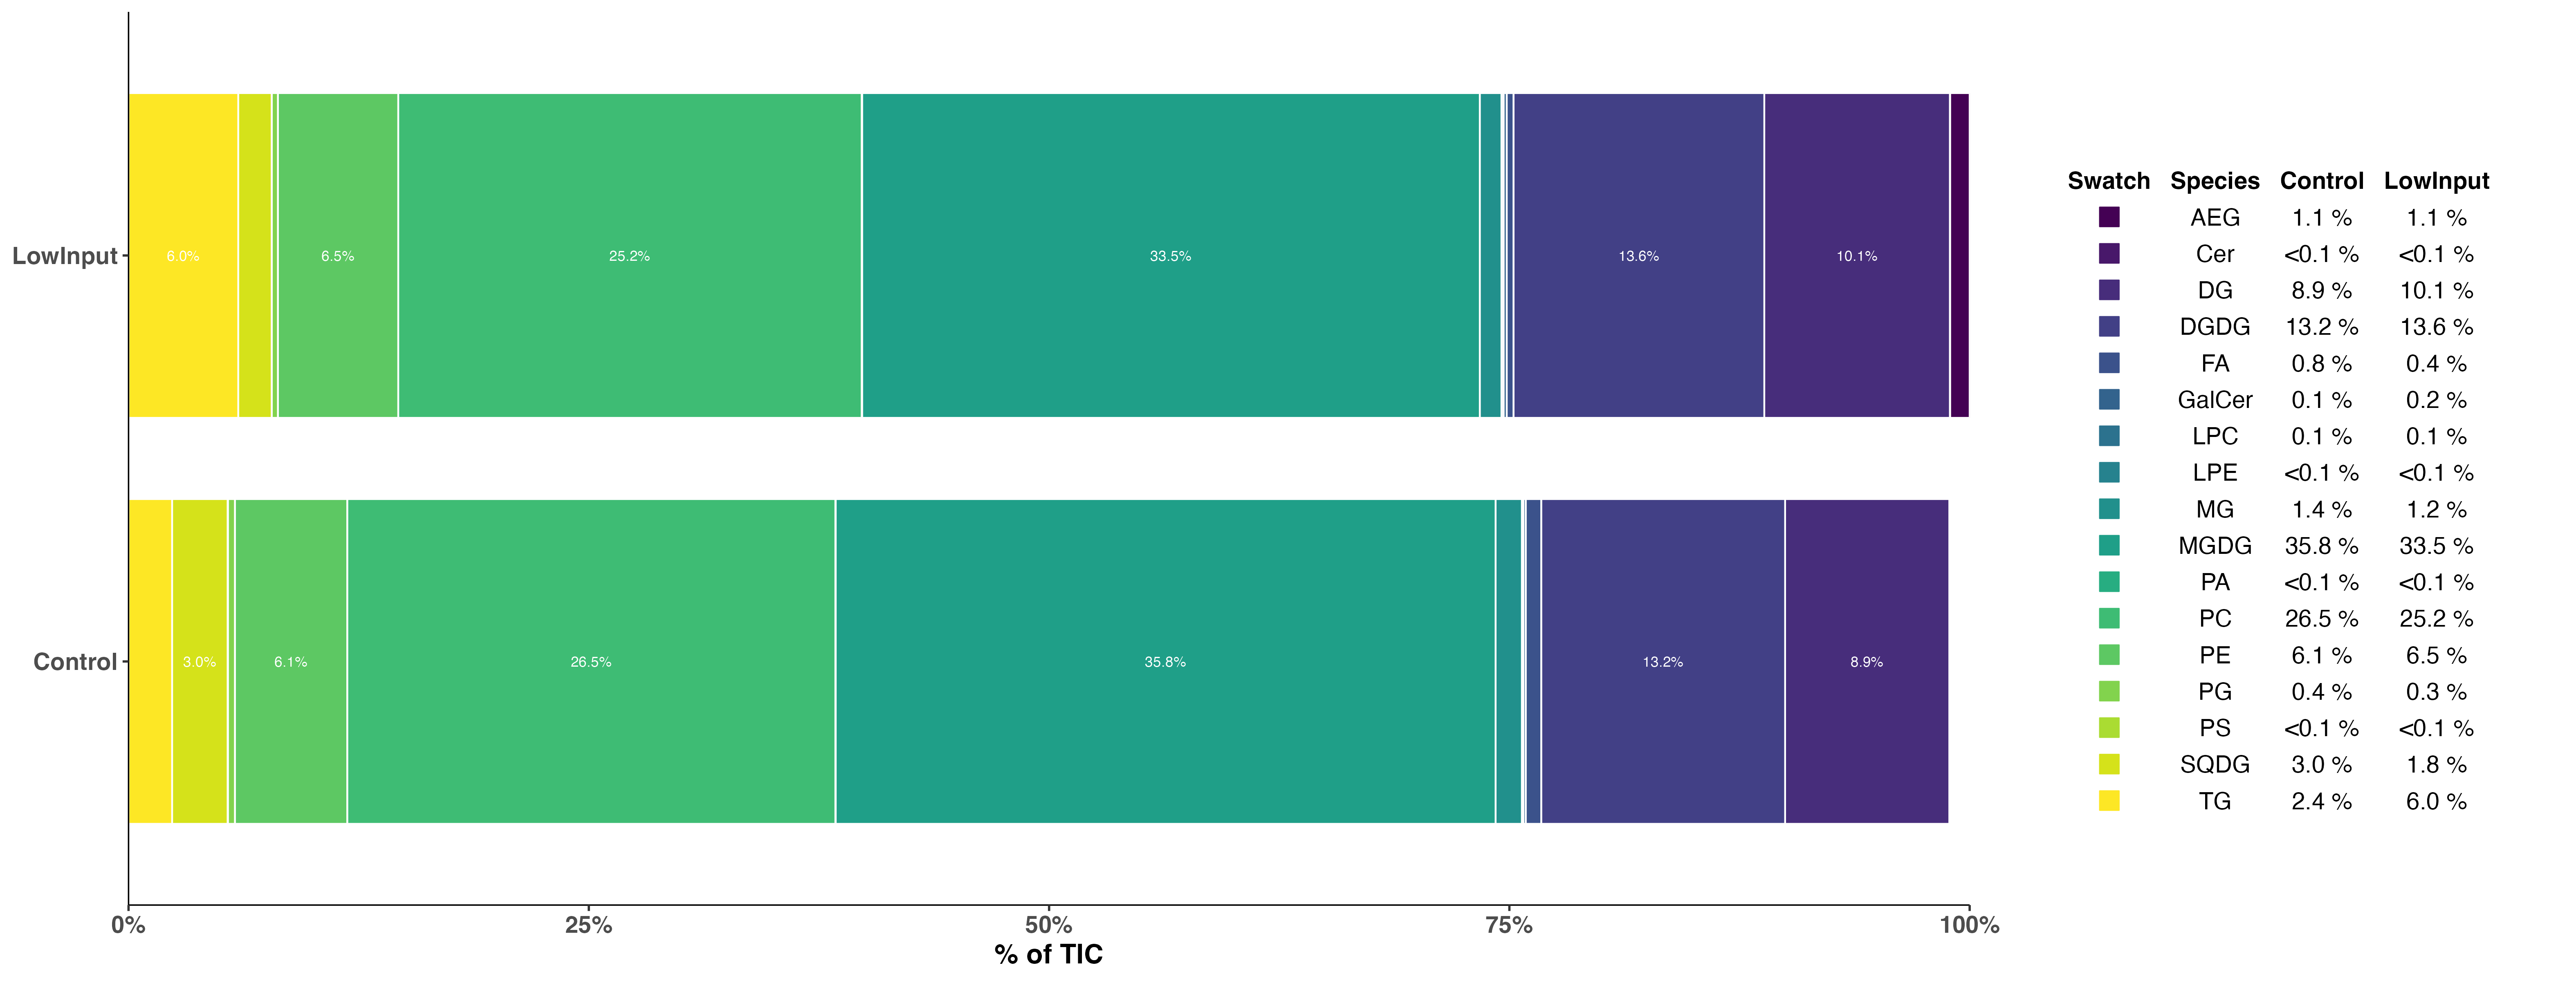 LowInput
6.0%
6.5%
25.2%
33.5%
13.6%
10.1%
Control
3.0%
6.1%
26.5%
35.8%
13.2%
8.9%
0% 25% 50% 75% 100%
% of TIC
Swatch Species Control LowInput
AEG 1.1 % 1.1 %
Cer <0.1 % <0.1 %
DG 8.9 % 10.1 %
DGDG 13.2 % 13.6 %
FA 0.8 % 0.4 %
GalCer 0.1 % 0.2 %
LPC 0.1 % 0.1 %
LPE <0.1 % <0.1 %
MG 1.4 % 1.2 %
MGDG 35.8 % 33.5 %
PA <0.1 % <0.1 %
PC 26.5 % 25.2 %
PE 6.1 % 6.5 %
PG 0.4 % 0.3 %
PS <0.1 % <0.1 %
SQDG 3.0 % 1.8 %
TG 2.4 % 6.0 %